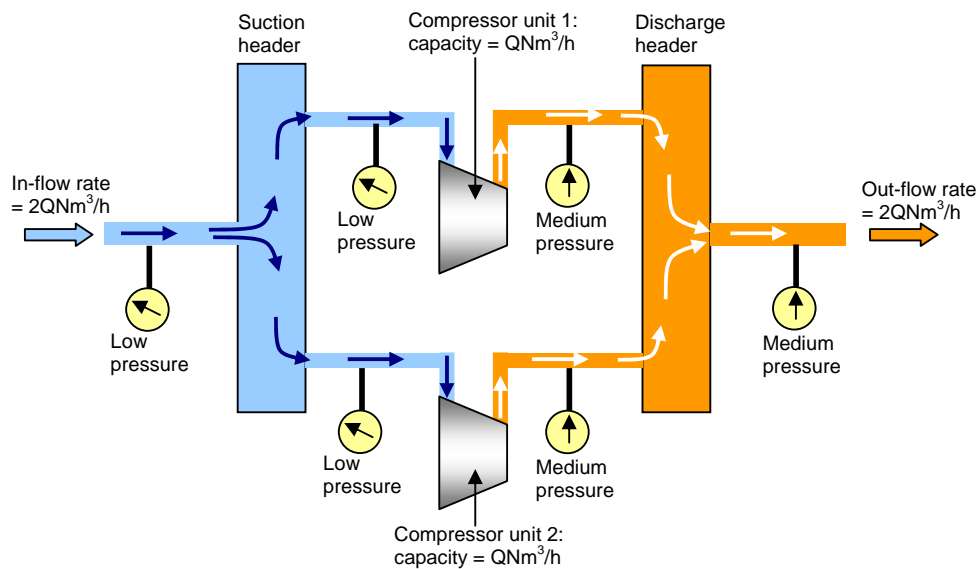 Suction
header
Compressor unit 1:
capacity = QNm³/h
Discharge
header
In-flow rate
= 2QNm³/h
Low
pressure
Medium
pressure
Out-flow rate
= 2QNm³/h
Low
pressure
Medium
pressure
Low
pressure
Medium
pressure
Compressor unit 2:
capacity = QNm³/h